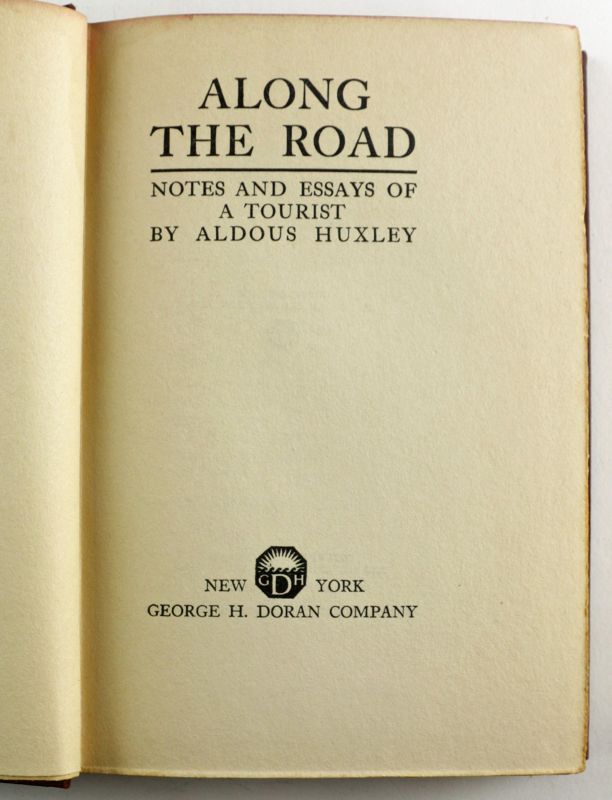 ALONG
THE ROAD
NOTES AND ESSAYS OF
A TOURIST
BY ALDOUS HUXLEY
NEW GDH YORK
GEORGE H. DORAN COMPANY